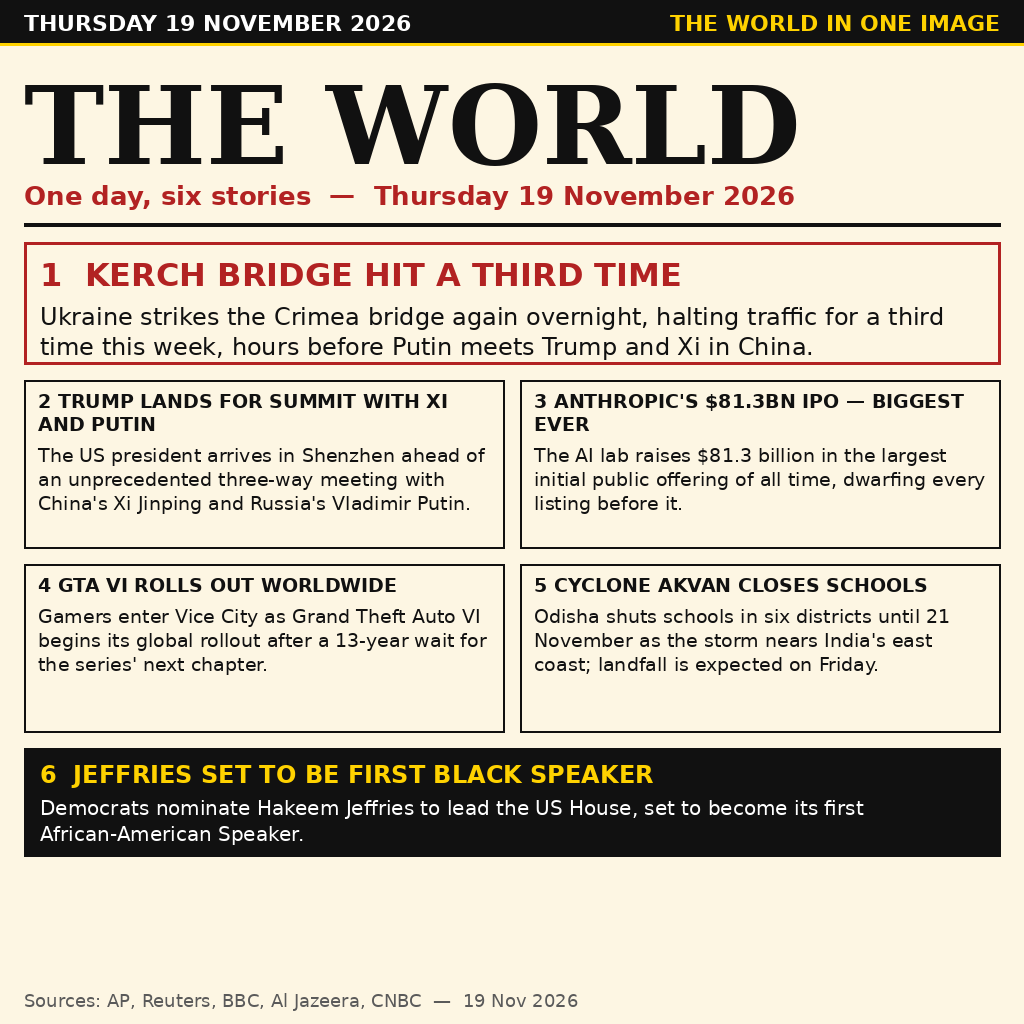 THURSDAY 19 NOVEMBER 2026
THE WORLD IN ONE IMAGE
THE WORLD
One day, six stories — Thursday 19 November 2026
1 KERCH BRIDGE HIT A THIRD TIME
Ukraine strikes the Crimea bridge again overnight, halting traffic for a third
time this week, hours before Putin meets Trump and Xi in China.
2 TRUMP LANDS FOR SUMMIT WITH XI
AND PUTIN
The US president arrives in Shenzhen ahead of
an unprecedented three-way meeting with
China's Xi Jinping and Russia's Vladimir Putin.
3 ANTHROPIC'S $81.3BN IPO — BIGGEST
EVER
The AI lab raises $81.3 billion in the largest
initial public offering of all time, dwarfing every
listing before it.
4 GTA VI ROLLS OUT WORLDWIDE
Gamers enter Vice City as Grand Theft Auto VI
begins its global rollout after a 13-year wait for
the series' next chapter.
5 CYCLONE AKVAN CLOSES SCHOOLS
Odisha shuts schools in six districts until 21
November as the storm nears India's east
coast; landfall is expected on Friday.
6 JEFFRIES SET TO BE FIRST BLACK SPEAKER
Democrats nominate Hakeem Jeffries to lead the US House, set to become its first
African-American Speaker.
Sources: AP, Reuters, BBC, Al Jazeera, CNBC — 19 Nov 2026